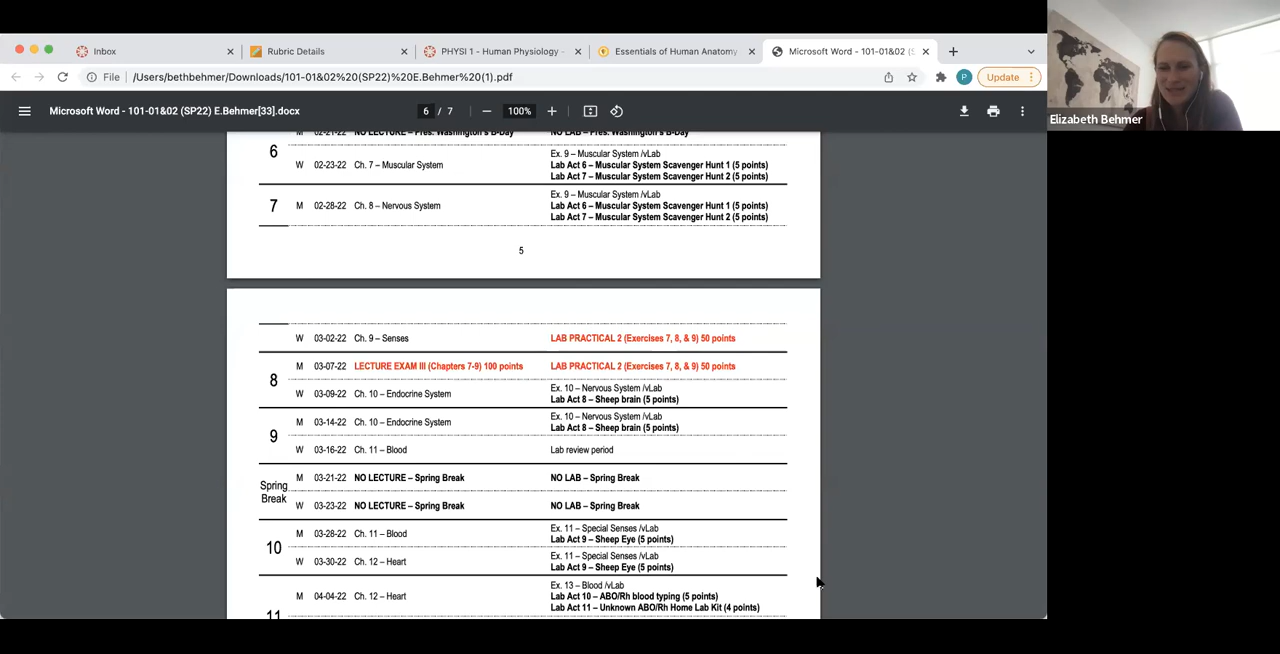 Inbox
Rubric Details
PHYSI 1 - Human Physiology -
Essentials of Human Anatomy
Microsoft Word - 101-01&02 (S
File
/Users/bethbehmer/Downloads/101-01&02%20(SP22)%20E.Behmer%20(1).pdf
P
Update
Microsoft Word - 101-01&02 (SP22) E.Behmer[33].docx
6 / 7
100%
Elizabeth Behmer
M 02-21-22 NO LECTURE – Pres. Washington's B-Day NO LAB – Pres. Washington's B-Day
6
W 02-23-22 Ch. 7 – Muscular System
Ex. 9 – Muscular System /vLab
Lab Act 6 – Muscular System Scavenger Hunt 1 (5 points)
Lab Act 7 – Muscular System Scavenger Hunt 2 (5 points)
7
M 02-28-22 Ch. 8 – Nervous System
Ex. 9 – Muscular System /vLab
Lab Act 6 – Muscular System Scavenger Hunt 1 (5 points)
Lab Act 7 – Muscular System Scavenger Hunt 2 (5 points)
5
W 03-02-22 Ch. 9 – Senses LAB PRACTICAL 2 (Exercises 7, 8, & 9) 50 points
8
M 03-07-22 LECTURE EXAM III (Chapters 7-9) 100 points LAB PRACTICAL 2 (Exercises 7, 8, & 9) 50 points
W 03-09-22 Ch. 10 – Endocrine System
Ex. 10 – Nervous System /vLab
Lab Act 8 – Sheep brain (5 points)
9
M 03-14-22 Ch. 10 – Endocrine System
Ex. 10 – Nervous System /vLab
Lab Act 8 – Sheep brain (5 points)
W 03-16-22 Ch. 11 – Blood Lab review period
Spring
Break
M 03-21-22 NO LECTURE – Spring Break NO LAB – Spring Break
W 03-23-22 NO LECTURE – Spring Break NO LAB – Spring Break
10
M 03-28-22 Ch. 11 – Blood
Ex. 11 – Special Senses /vLab
Lab Act 9 – Sheep Eye (5 points)
W 03-30-22 Ch. 12 – Heart
Ex. 11 – Special Senses /vLab
Lab Act 9 – Sheep Eye (5 points)
11
M 04-04-22 Ch. 12 – Heart
Ex. 13 – Blood /vLab
Lab Act 10 – ABO/Rh blood typing (5 points)
Lab Act 11 – Unknown ABO/Rh Home Lab Kit (4 points)